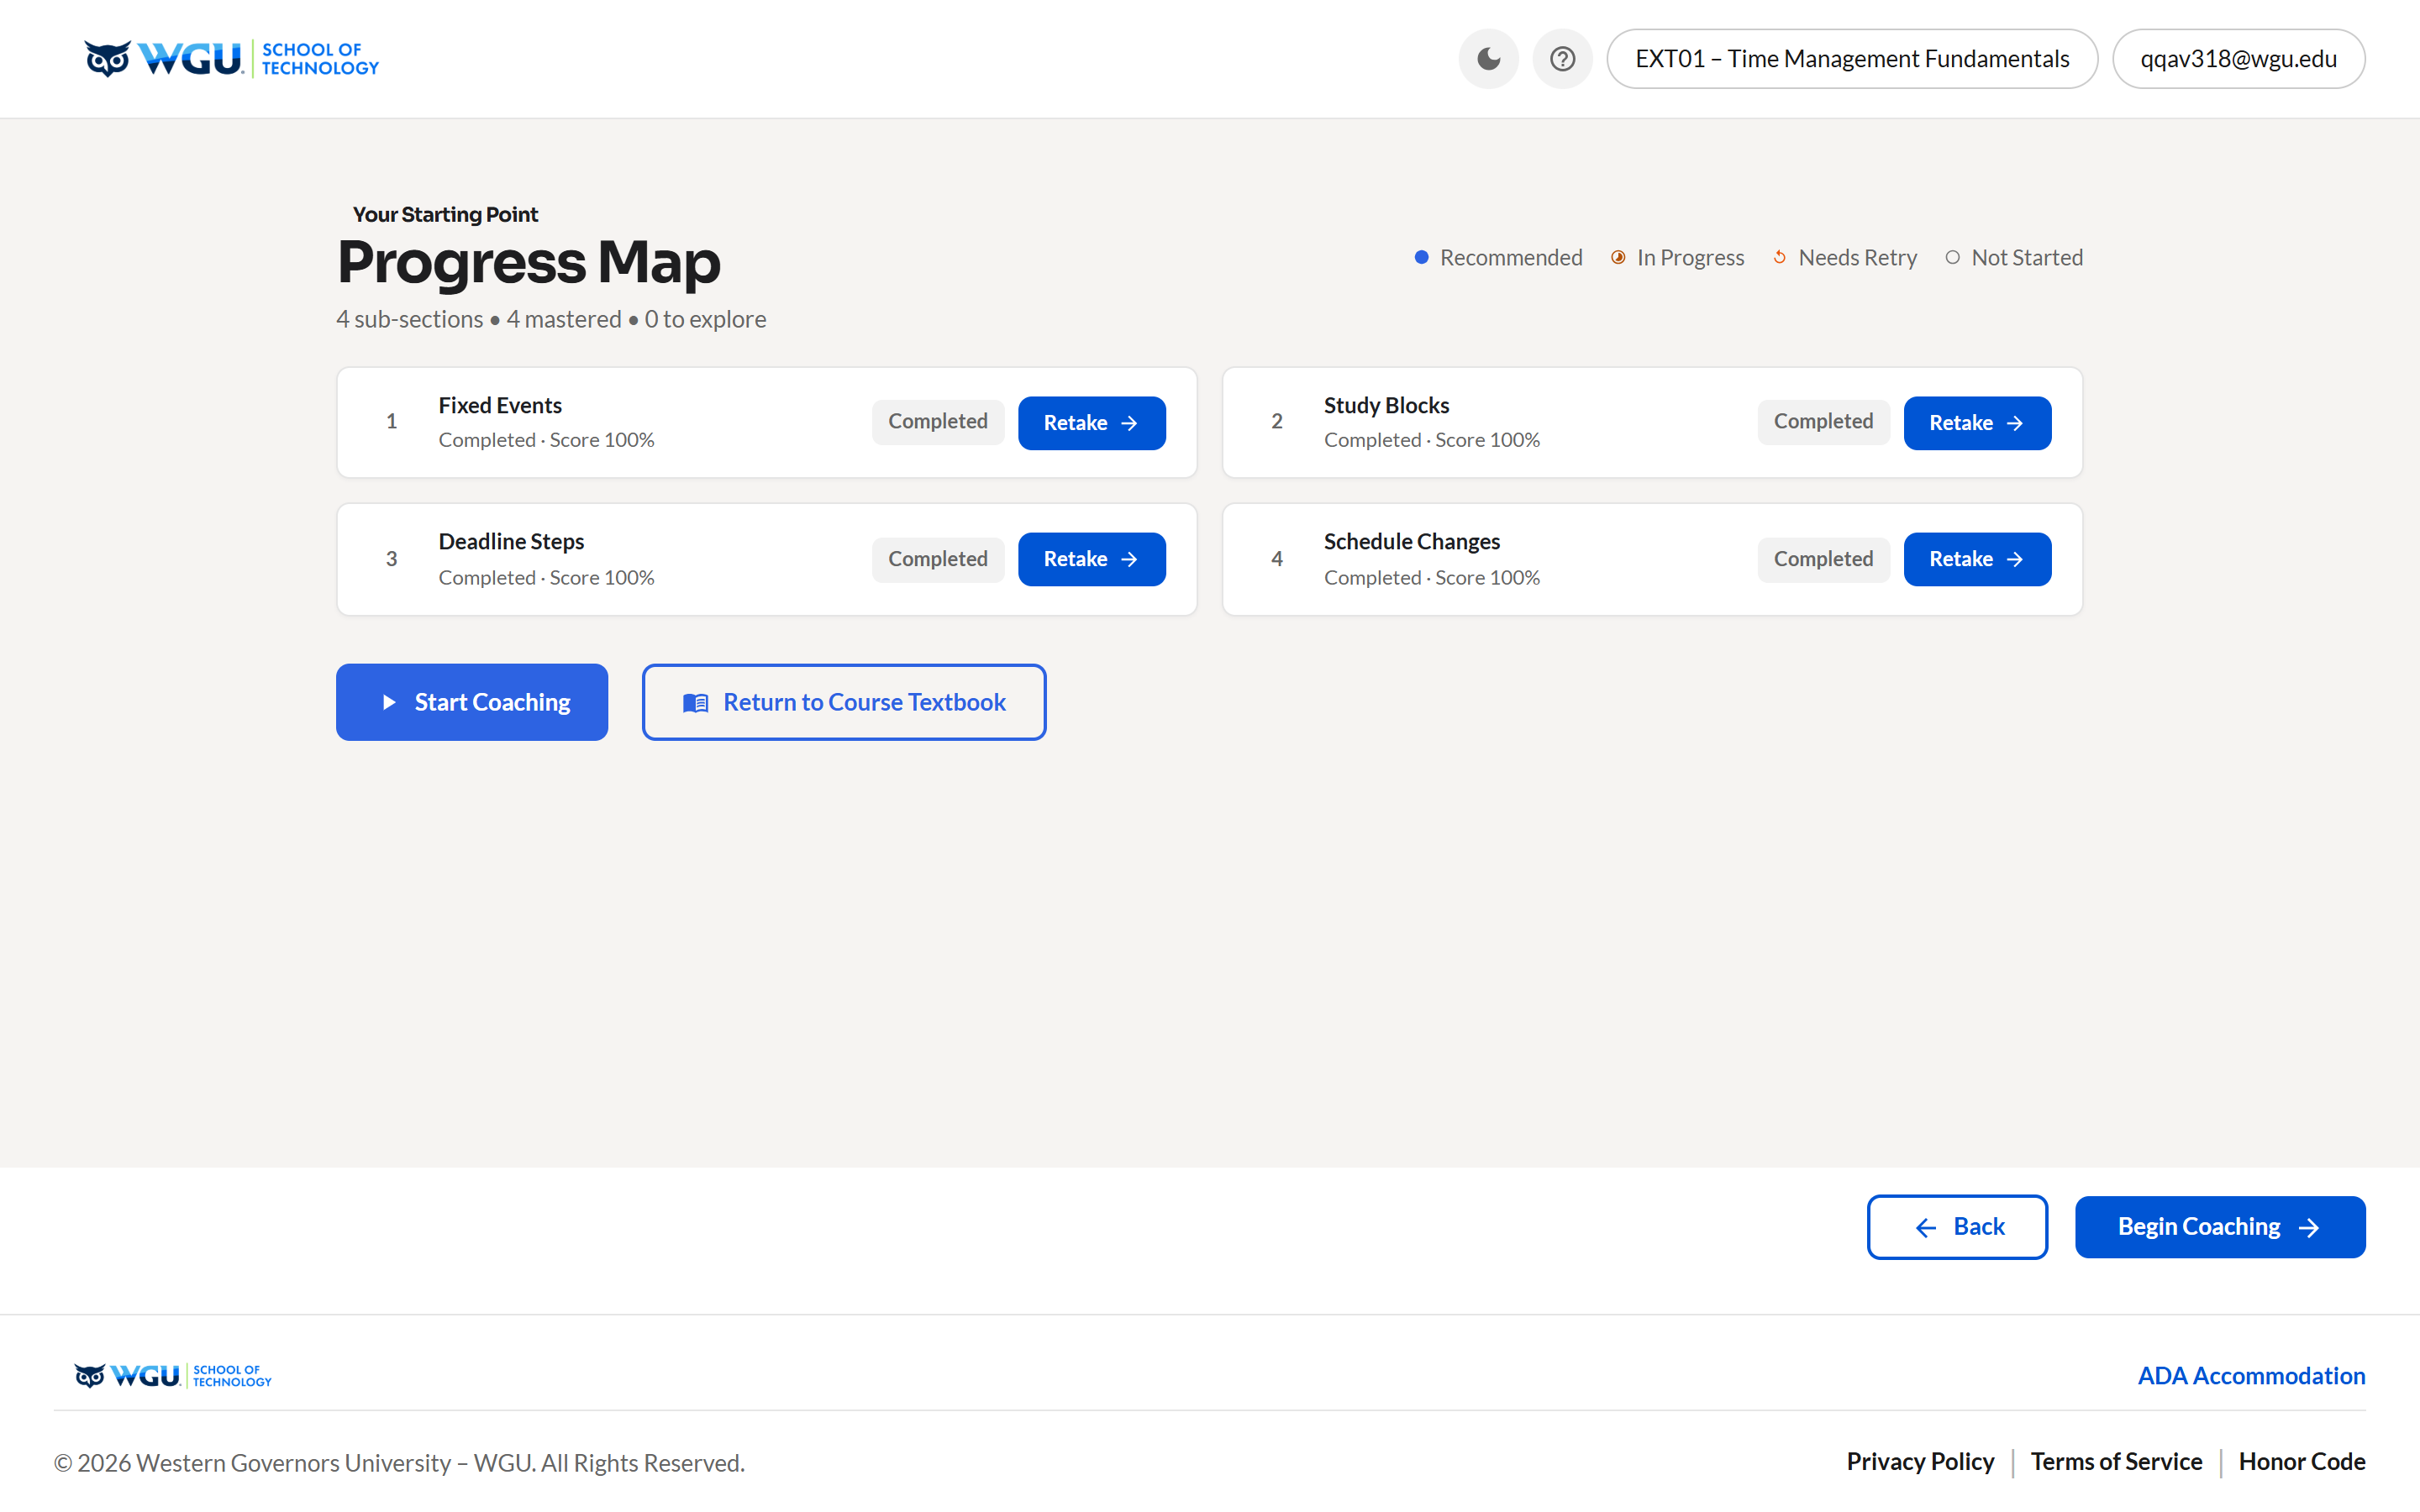 WGU. SCHOOL OF
TECHNOLOGY
EXT01 – Time Management Fundamentals
qqav318@wgu.edu
Your Starting Point
Progress Map
4 sub-sections • 4 mastered • 0 to explore
Recommended
In Progress
Needs Retry
Not Started
1
Fixed Events
Completed · Score 100%
Completed
Retake →
2
Study Blocks
Completed · Score 100%
Completed
Retake →
3
Deadline Steps
Completed · Score 100%
Completed
Retake →
4
Schedule Changes
Completed · Score 100%
Completed
Retake →
Start Coaching
Return to Course Textbook
← Back
Begin Coaching →
WGU. SCHOOL OF
TECHNOLOGY
ADA Accommodation
© 2026 Western Governors University – WGU. All Rights Reserved.
Privacy Policy | Terms of Service | Honor Code